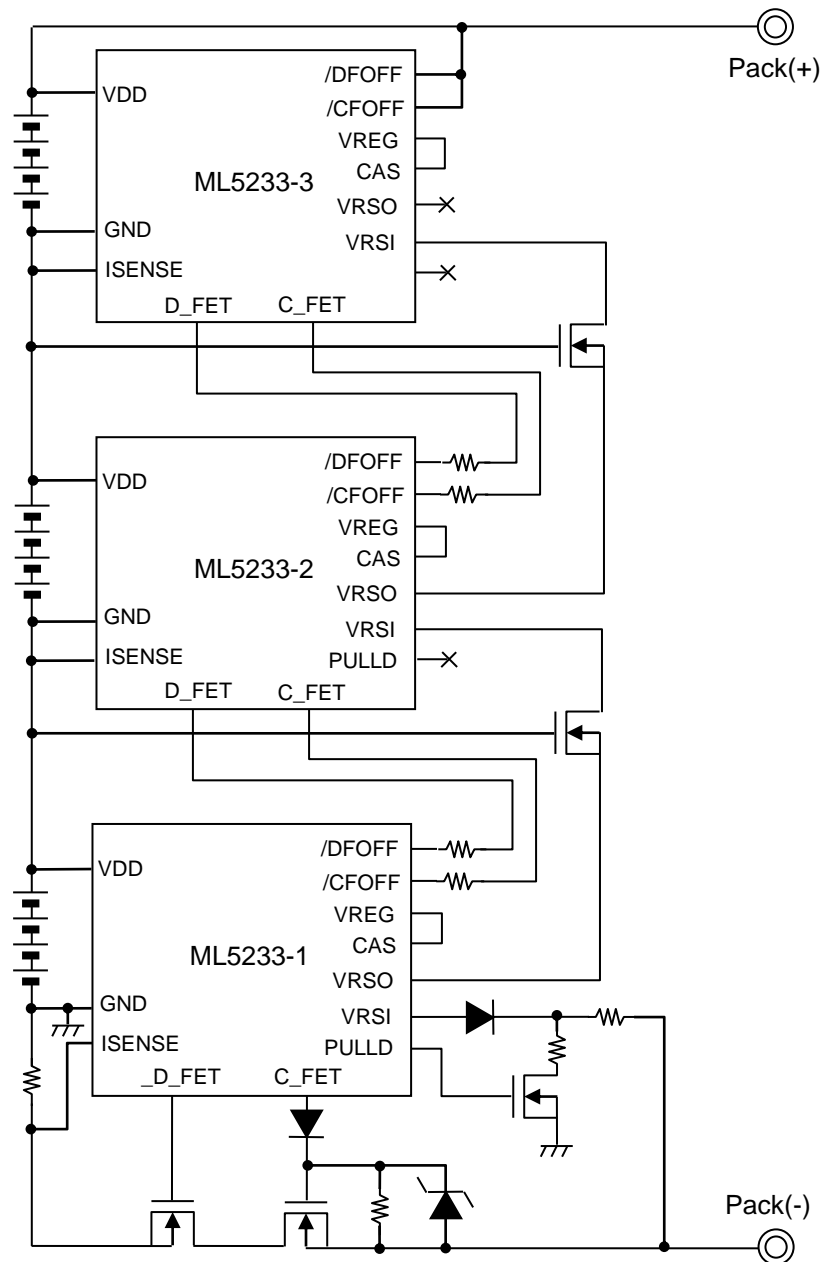 Pack(+)
VDD
/DFOFF
/CFOFF
VREG
CAS
ML5233-3
VRSO
GND
VRSI
ISENSE
D_FET
C_FET
VDD
/DFOFF
/CFOFF
VREG
CAS
ML5233-2
VRSO
GND
VRSI
ISENSE
PULLD
D_FET
C_FET
VDD
/DFOFF
/CFOFF
VREG
CAS
ML5233-1
VRSO
GND
VRSI
ISENSE
PULLD
_D_FET
C_FET
Pack(-)